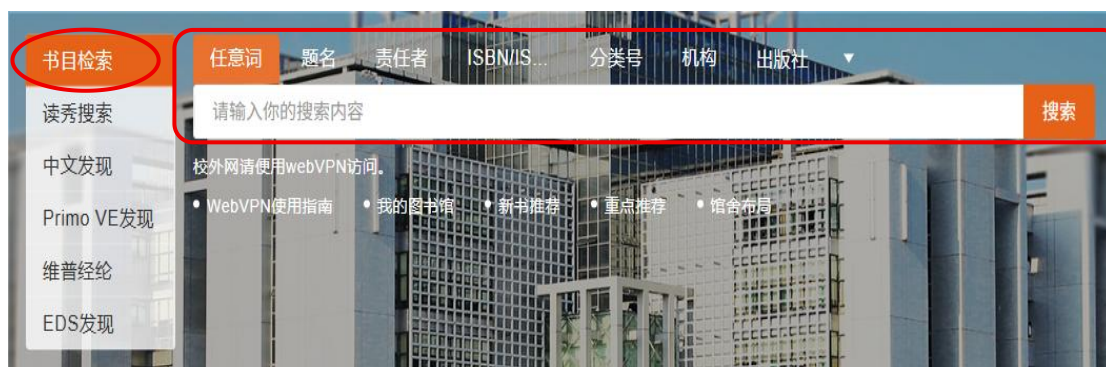 书目检索
读秀搜索
中文发现
Primo VE发现
维普经纶
EDS发现
任意词 题名 责任者 ISBN/IS... 分类号 机构 出版社 ▼
请输入你的搜索内容 搜索
校外网请使用webVPN访问。
• WebVPN使用指南 • 我的图书馆 • 新书推荐 • 重点推荐 • 馆舍布局